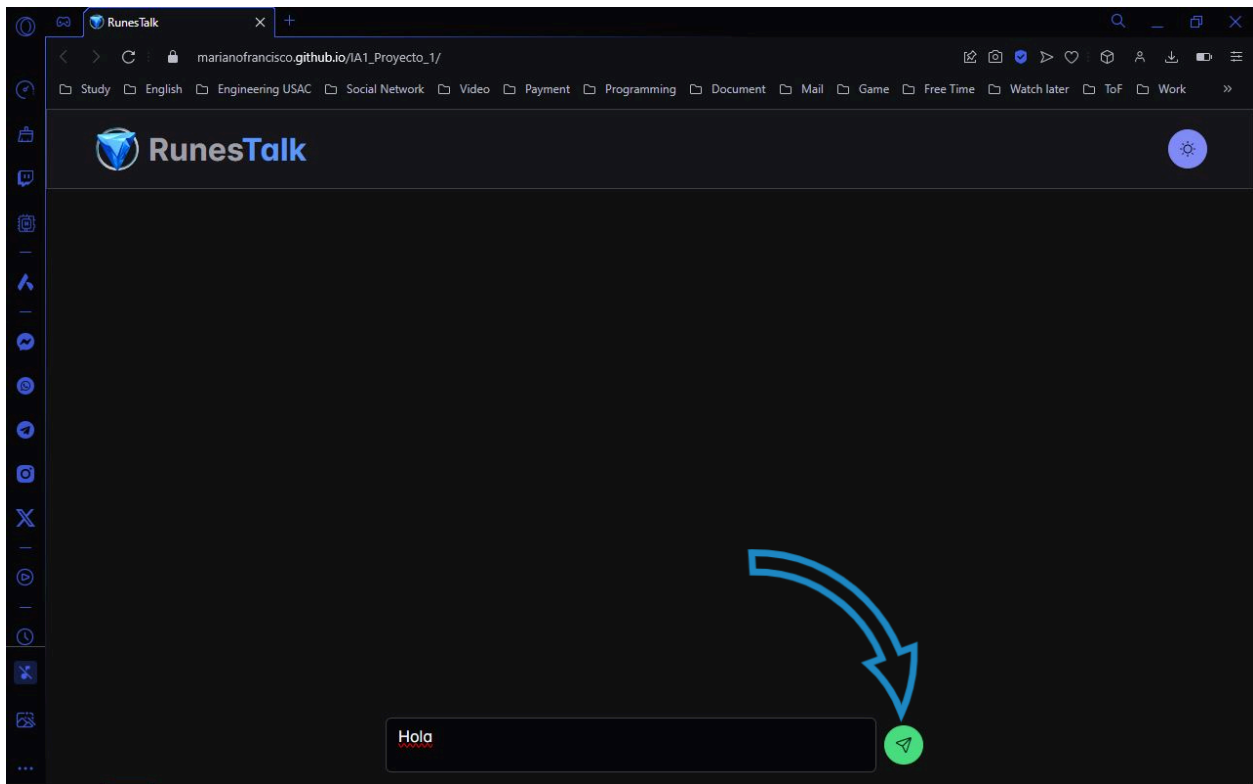 RunesTalk
marianofrancisco.github.io/IA1_Proyecto_1/
Study English Engineering USAC Social Network Video Payment Programming Document Mail Game Free Time Watch later ToF Work »
RunesTalk
Hola